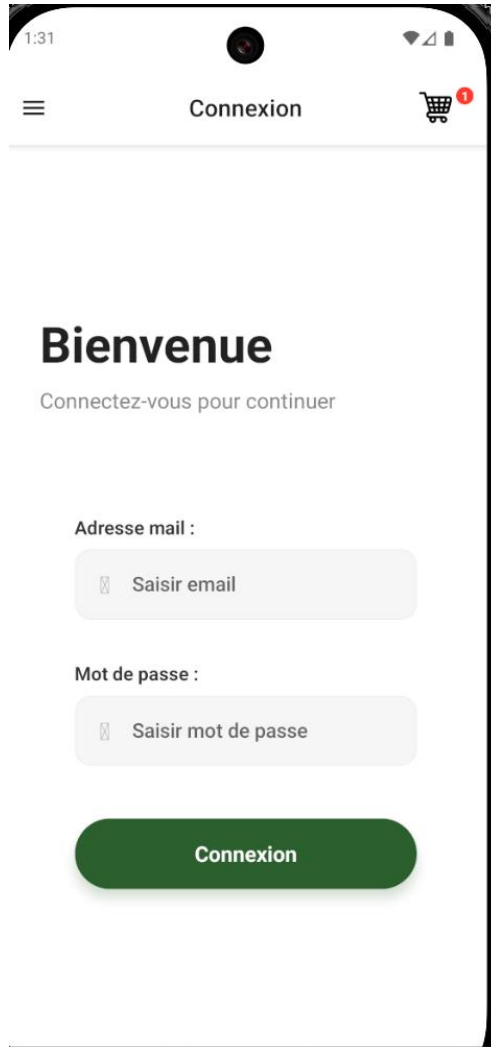 1:31
Connexion
1
Bienvenue
Connectez-vous pour continuer
Adresse mail :
Saisir email
Mot de passe :
Saisir mot de passe
Connexion